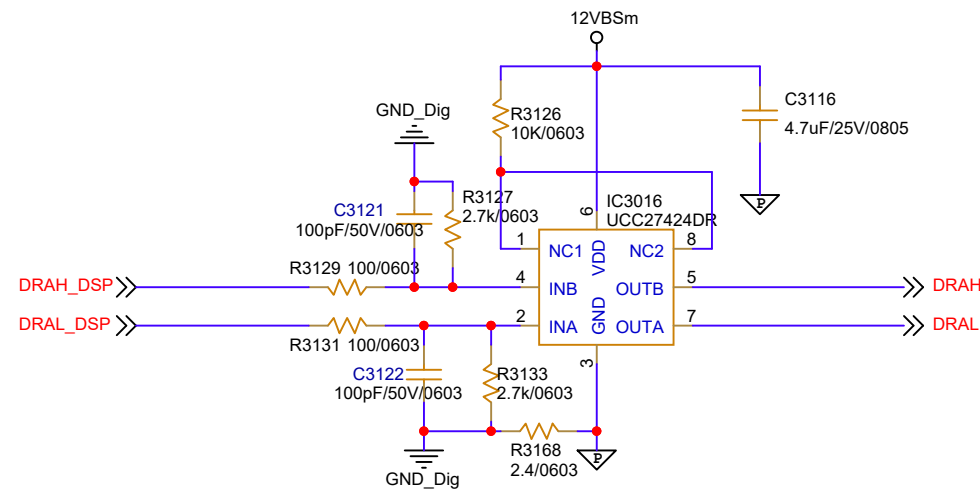 12VBSm
C3116
4.7uF/25V/0805
R3126
10K/0603
GND_Dig
P
R3127
2.7k/0603
C3121
100pF/50V/0603
IC3016
UCC27424DR
6
1
NC1
VDD
NC2
8
R3129 100/0603
DRAH_DSP
4
INB
OUTB
5
DRAH
DRAL_DSP
2
INA
GND
OUTA
7
DRAL
R3131 100/0603
3
C3122
100pF/50V/0603
R3133
2.7k/0603
R3168
2.4/0603
P
GND_Dig